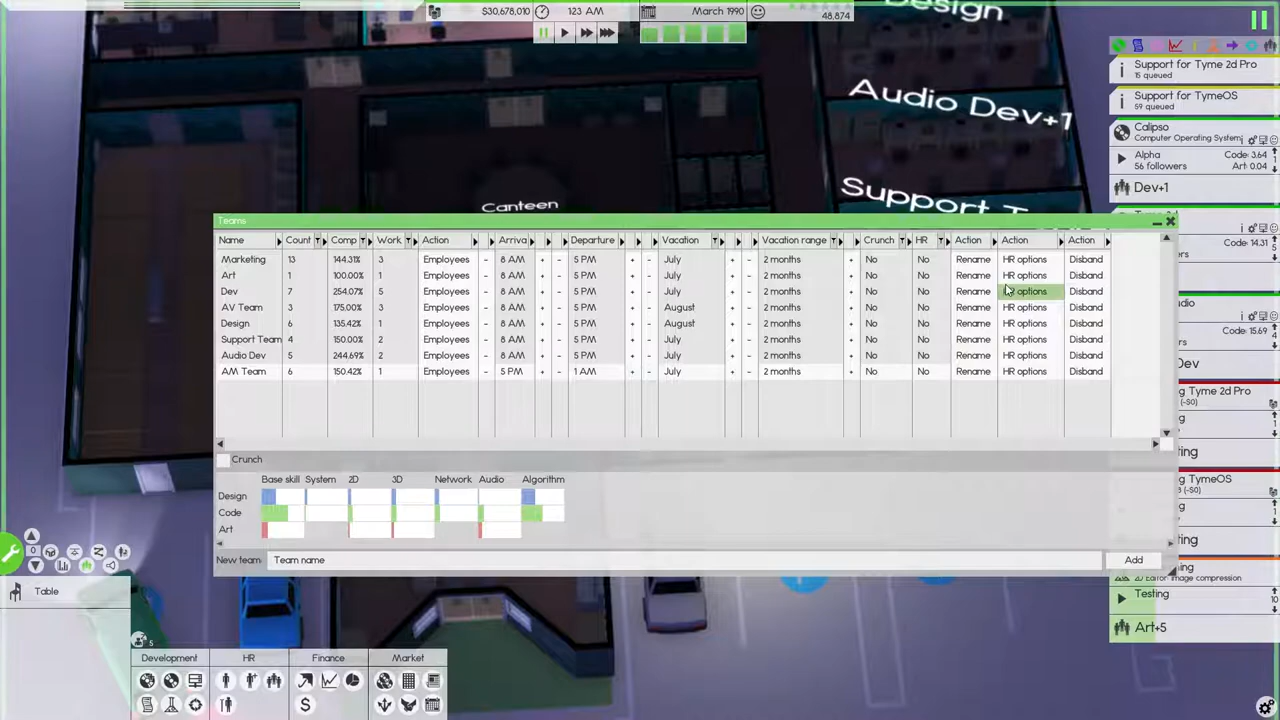 $30,678,010
123 AM
March 1990
48,874
Design
Audio Dev+1
Canteen
Teams
Name Count Comp Work Action Arriva Departure Vacation Vacation range Crunch HR Action Action Action
Marketing 13 144.31% 3 Employees - 8 AM + - 5 PM + - July + - 2 months + No No Rename HR options Disband
Art 1 100.00% 1 Employees - 8 AM + - 5 PM + - July + - 2 months + No No Rename HR options Disband
Dev 7 254.07% 5 Employees - 8 AM + - 5 PM + - July + - 2 months + No No Rename options Disband
AV Team 3 175.00% 3 Employees - 8 AM + - 5 PM + - August + - 2 months + No No Rename HR options Disband
Design 6 135.42% 1 Employees - 8 AM + - 5 PM + - August + - 2 months + No No Rename HR options Disband
Support Team 4 150.00% 2 Employees - 8 AM + - 5 PM + - July + - 2 months + No No Rename HR options Disband
Audio Dev 5 244.69% 2 Employees - 8 AM + - 5 PM + - July + - 2 months + No No Rename HR options Disband
AM Team 6 150.42% 1 Employees - 5 PM + - 1 AM + - July + - 2 months + No No Rename HR options Disband
Crunch
Base skill System 2D 3D Network Audio Algorithm
Design
Code
Art
New team Team name Add
Support for Tyme 2d Pro
15 queued
Support for TymeOS
59 queued
Calipso
Computer Operating System
Alpha Code: 3.64
56 followers Art: 0.04
Dev+1
14.31
15.69
Dev
g Tyme 2d Pro
(-$0)
g TymeOS
2D Editor: Image compression
Testing
10
Art+5
Table
0
5
Development HR Finance Market